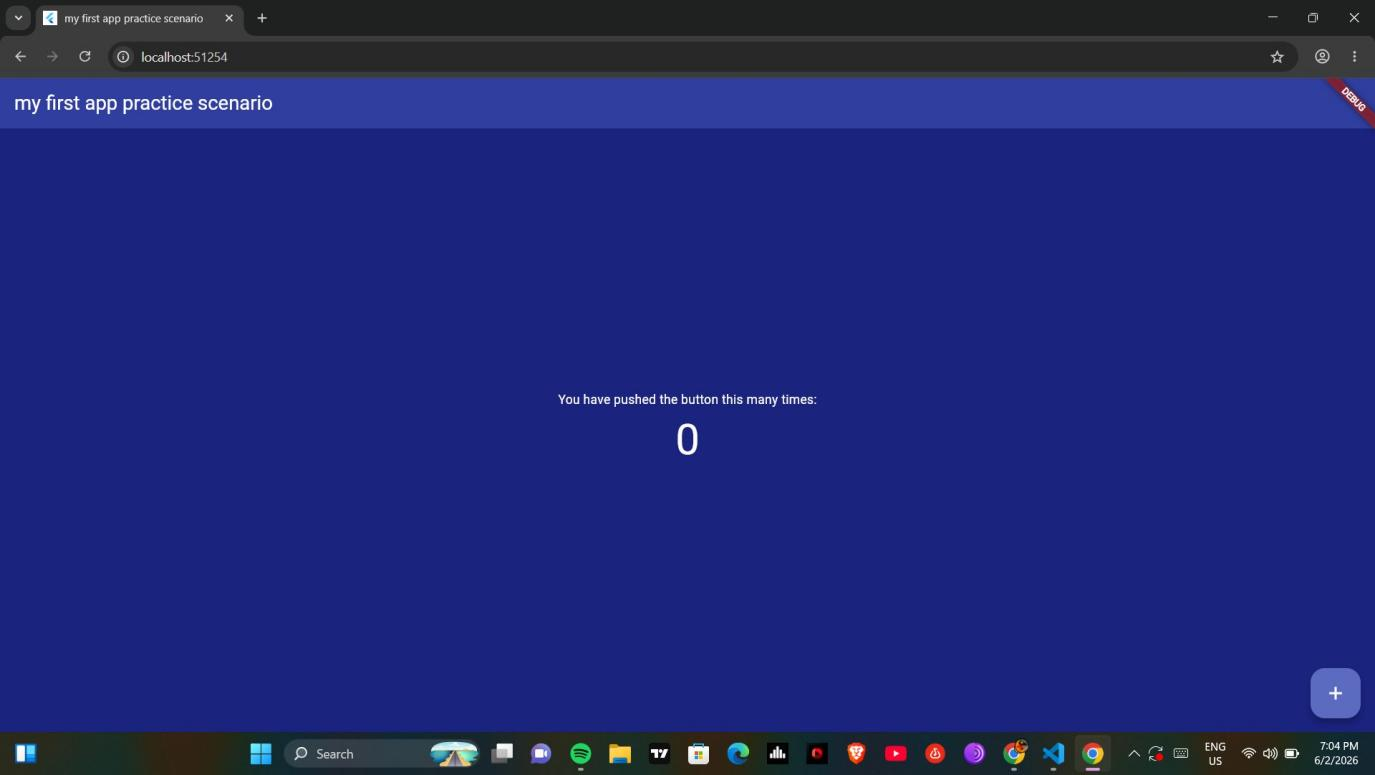 my first app practice scenario
localhost:51254
my first app practice scenario
DEBUG
You have pushed the button this many times:
0
+
Search
ENG
US
7:04 PM
6/2/2026